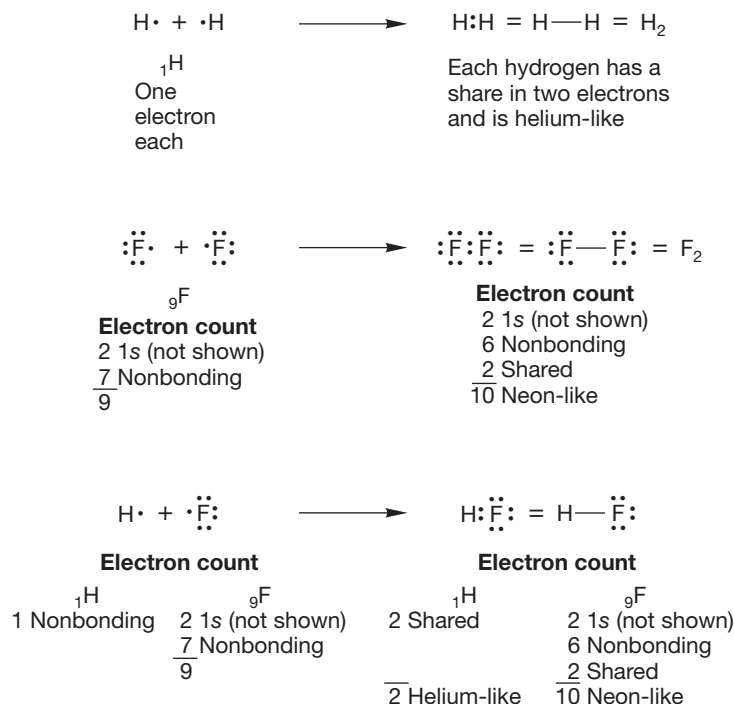 H· + ·H ⟶ H:H = H—H = H₂
₁H
One
electron
each
Each hydrogen has a
share in two electrons
and is helium-like
:F· + ·F: ⟶ :F:F: = :F—F: = F₂
₉F
Electron count
2 1s (not shown)
7 Nonbonding
9
Electron count
2 1s (not shown)
6 Nonbonding
2 Shared
10 Neon-like
H· + ·F: ⟶ H:F: = H—F:
Electron count
₁H
1 Nonbonding
₉F
2 1s (not shown)
7 Nonbonding
9
Electron count
₁H
2 Shared
2 Helium-like
₉F
2 1s (not shown)
6 Nonbonding
2 Shared
10 Neon-like